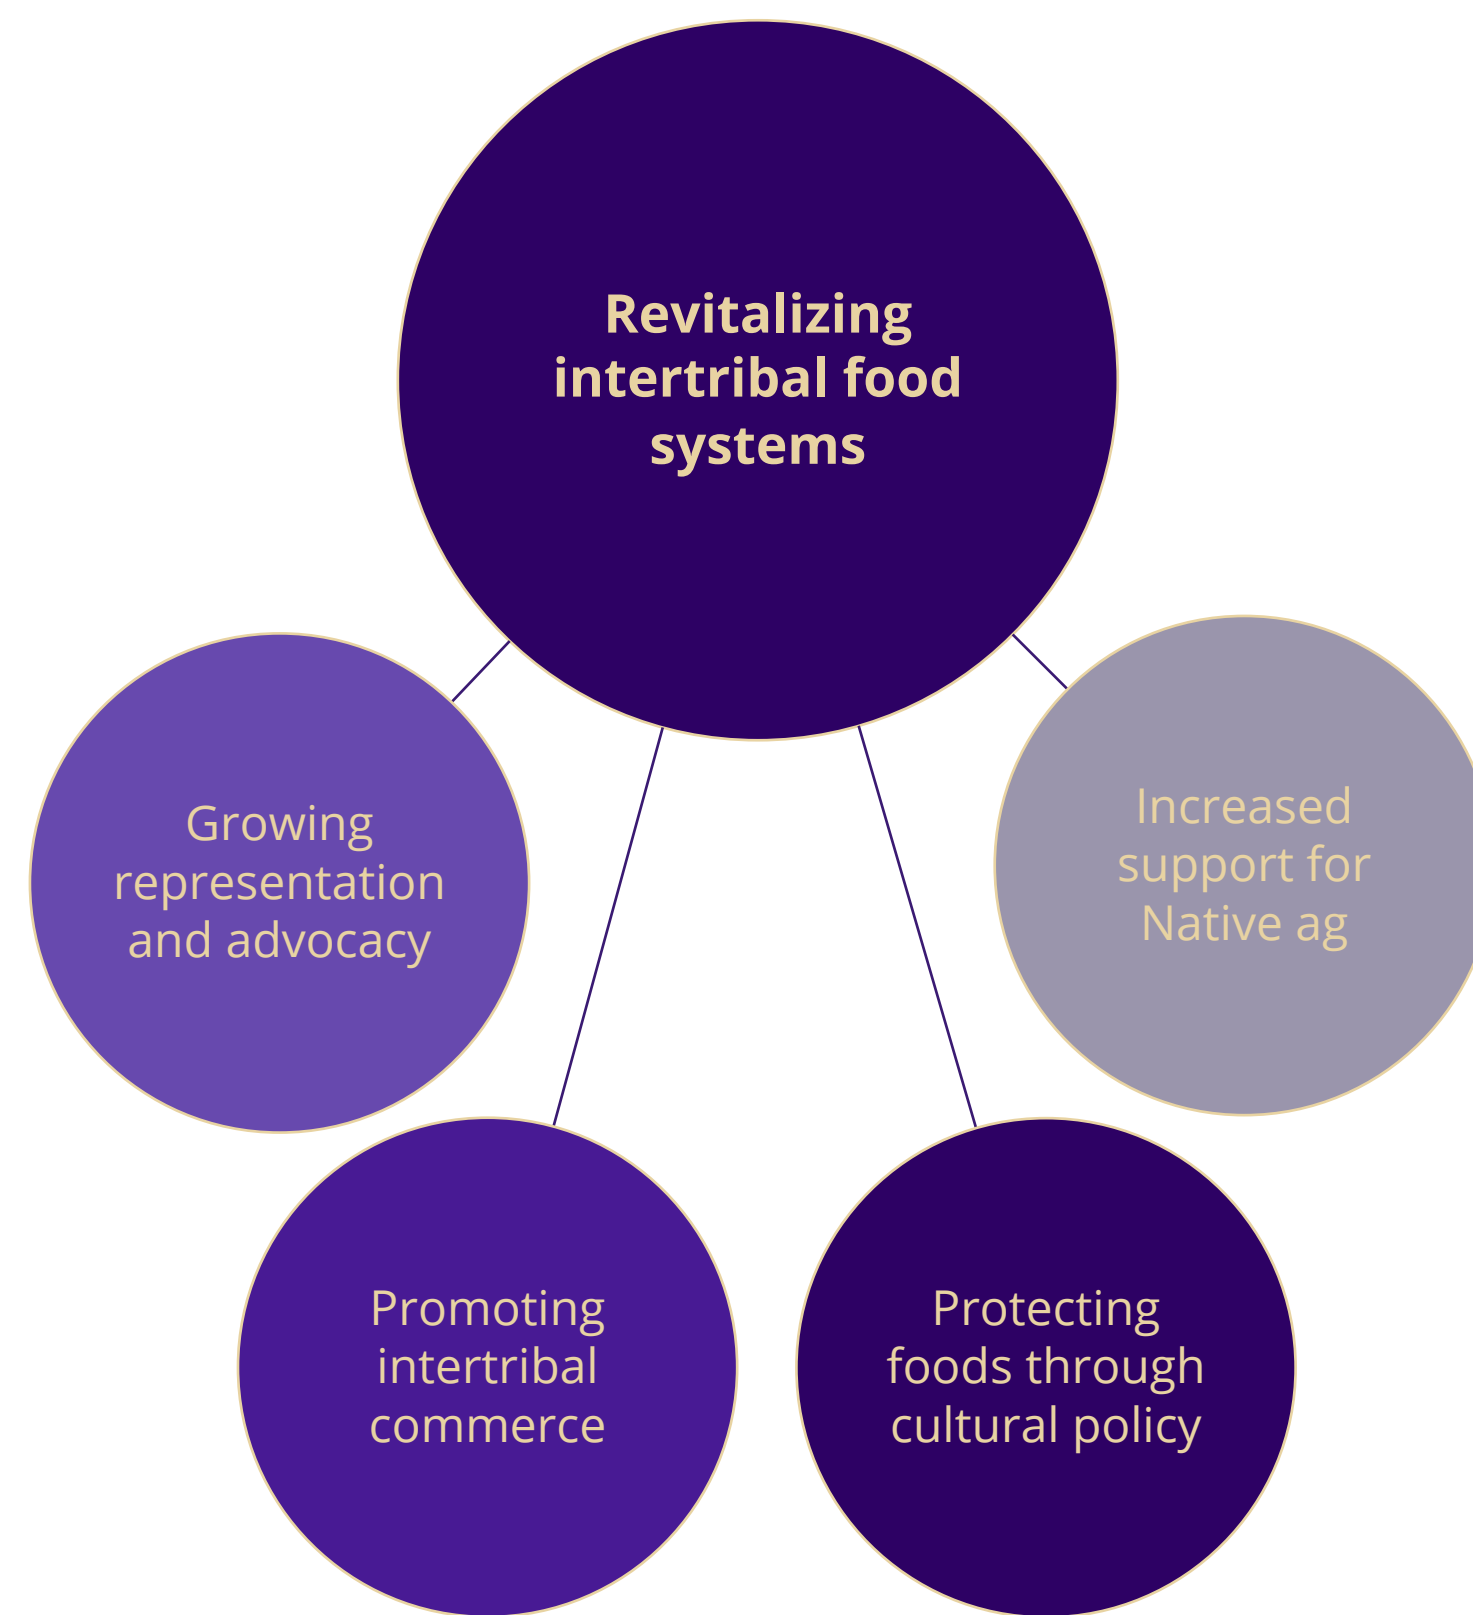 Revitalizing
intertribal food
systems
Growing
representation
and advocacy
Increased
support for
Native ag
Promoting
intertribal
commerce
Protecting
foods through
cultural policy